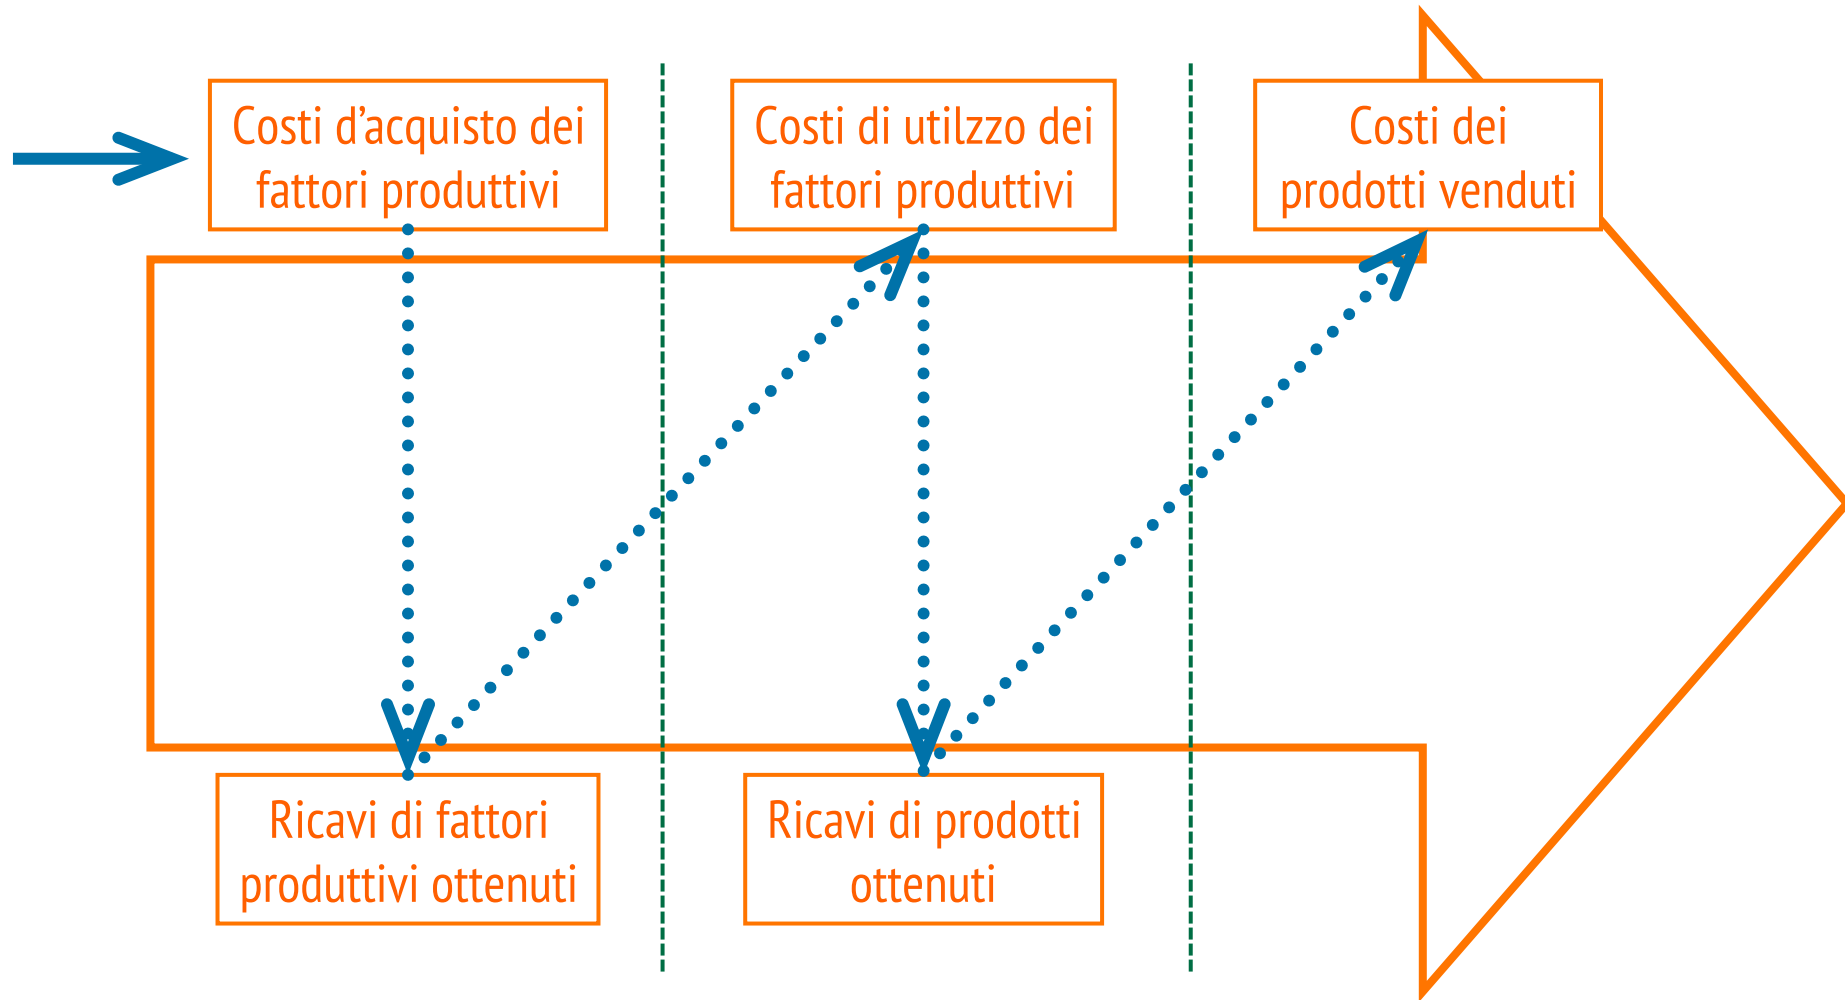 Costi d’acquisto dei
fattori produttivi
Costi di utilzzo dei
fattori produttivi
Costi dei
prodotti venduti
Ricavi di fattori
produttivi ottenuti
Ricavi di prodotti
ottenuti